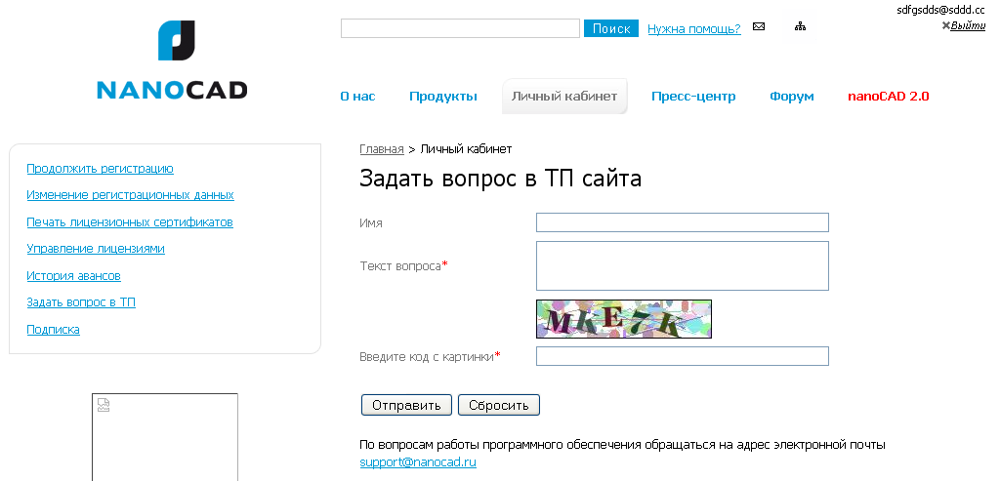 sdfgsdds@sddd.cc
Выйти
Поиск
Нужна помощь?
NANOCAD
О нас
Продукты
Личный кабинет
Пресс-центр
Форум
nanoCAD 2.0
Продолжить регистрацию
Изменение регистрационных данных
Печать лицензионных сертификатов
Управление лицензиями
История авансов
Задать вопрос в ТП
Подписка
Главная > Личный кабинет
Задать вопрос в ТП сайта
Имя
Текст вопроса*
MKE7K
Введите код с картинки*
Отправить
Сбросить
По вопросам работы программного обеспечения обращаться на адрес электронной почты
support@nanocad.ru